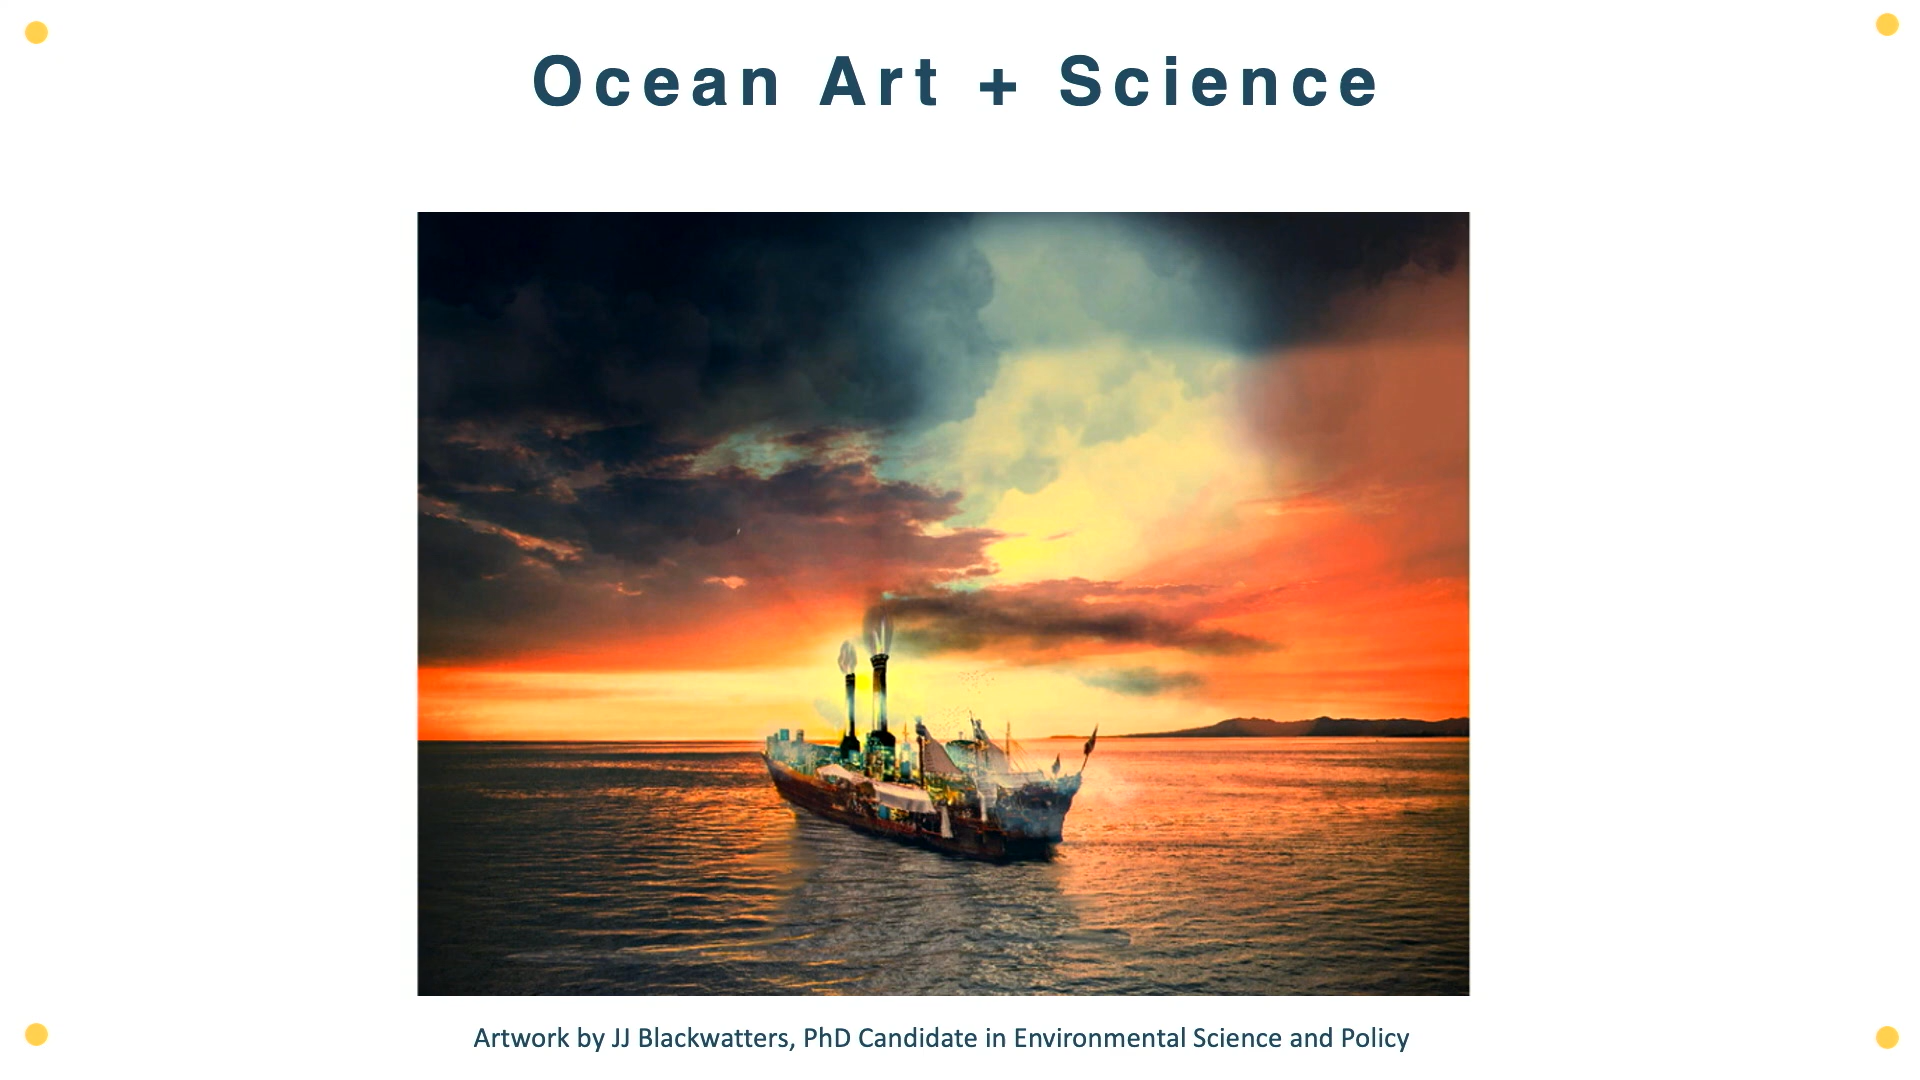 Ocean Art + Science
Artwork by JJ Blackwatters, PhD Candidate in Environmental Science and Policy